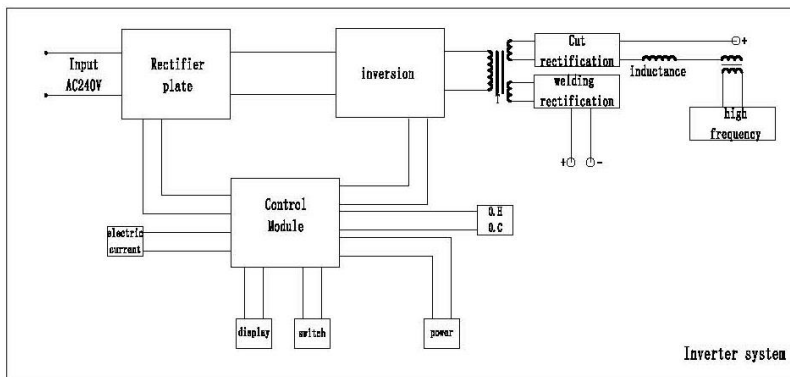 Input
AC240V
Rectifier
plate
inversion
T
Cut
rectification
+
Inductance
welding
rectification
high
frequency
+
-
Control
Module
O.H
O.C
electric
current
display
switch
power
Inverter system